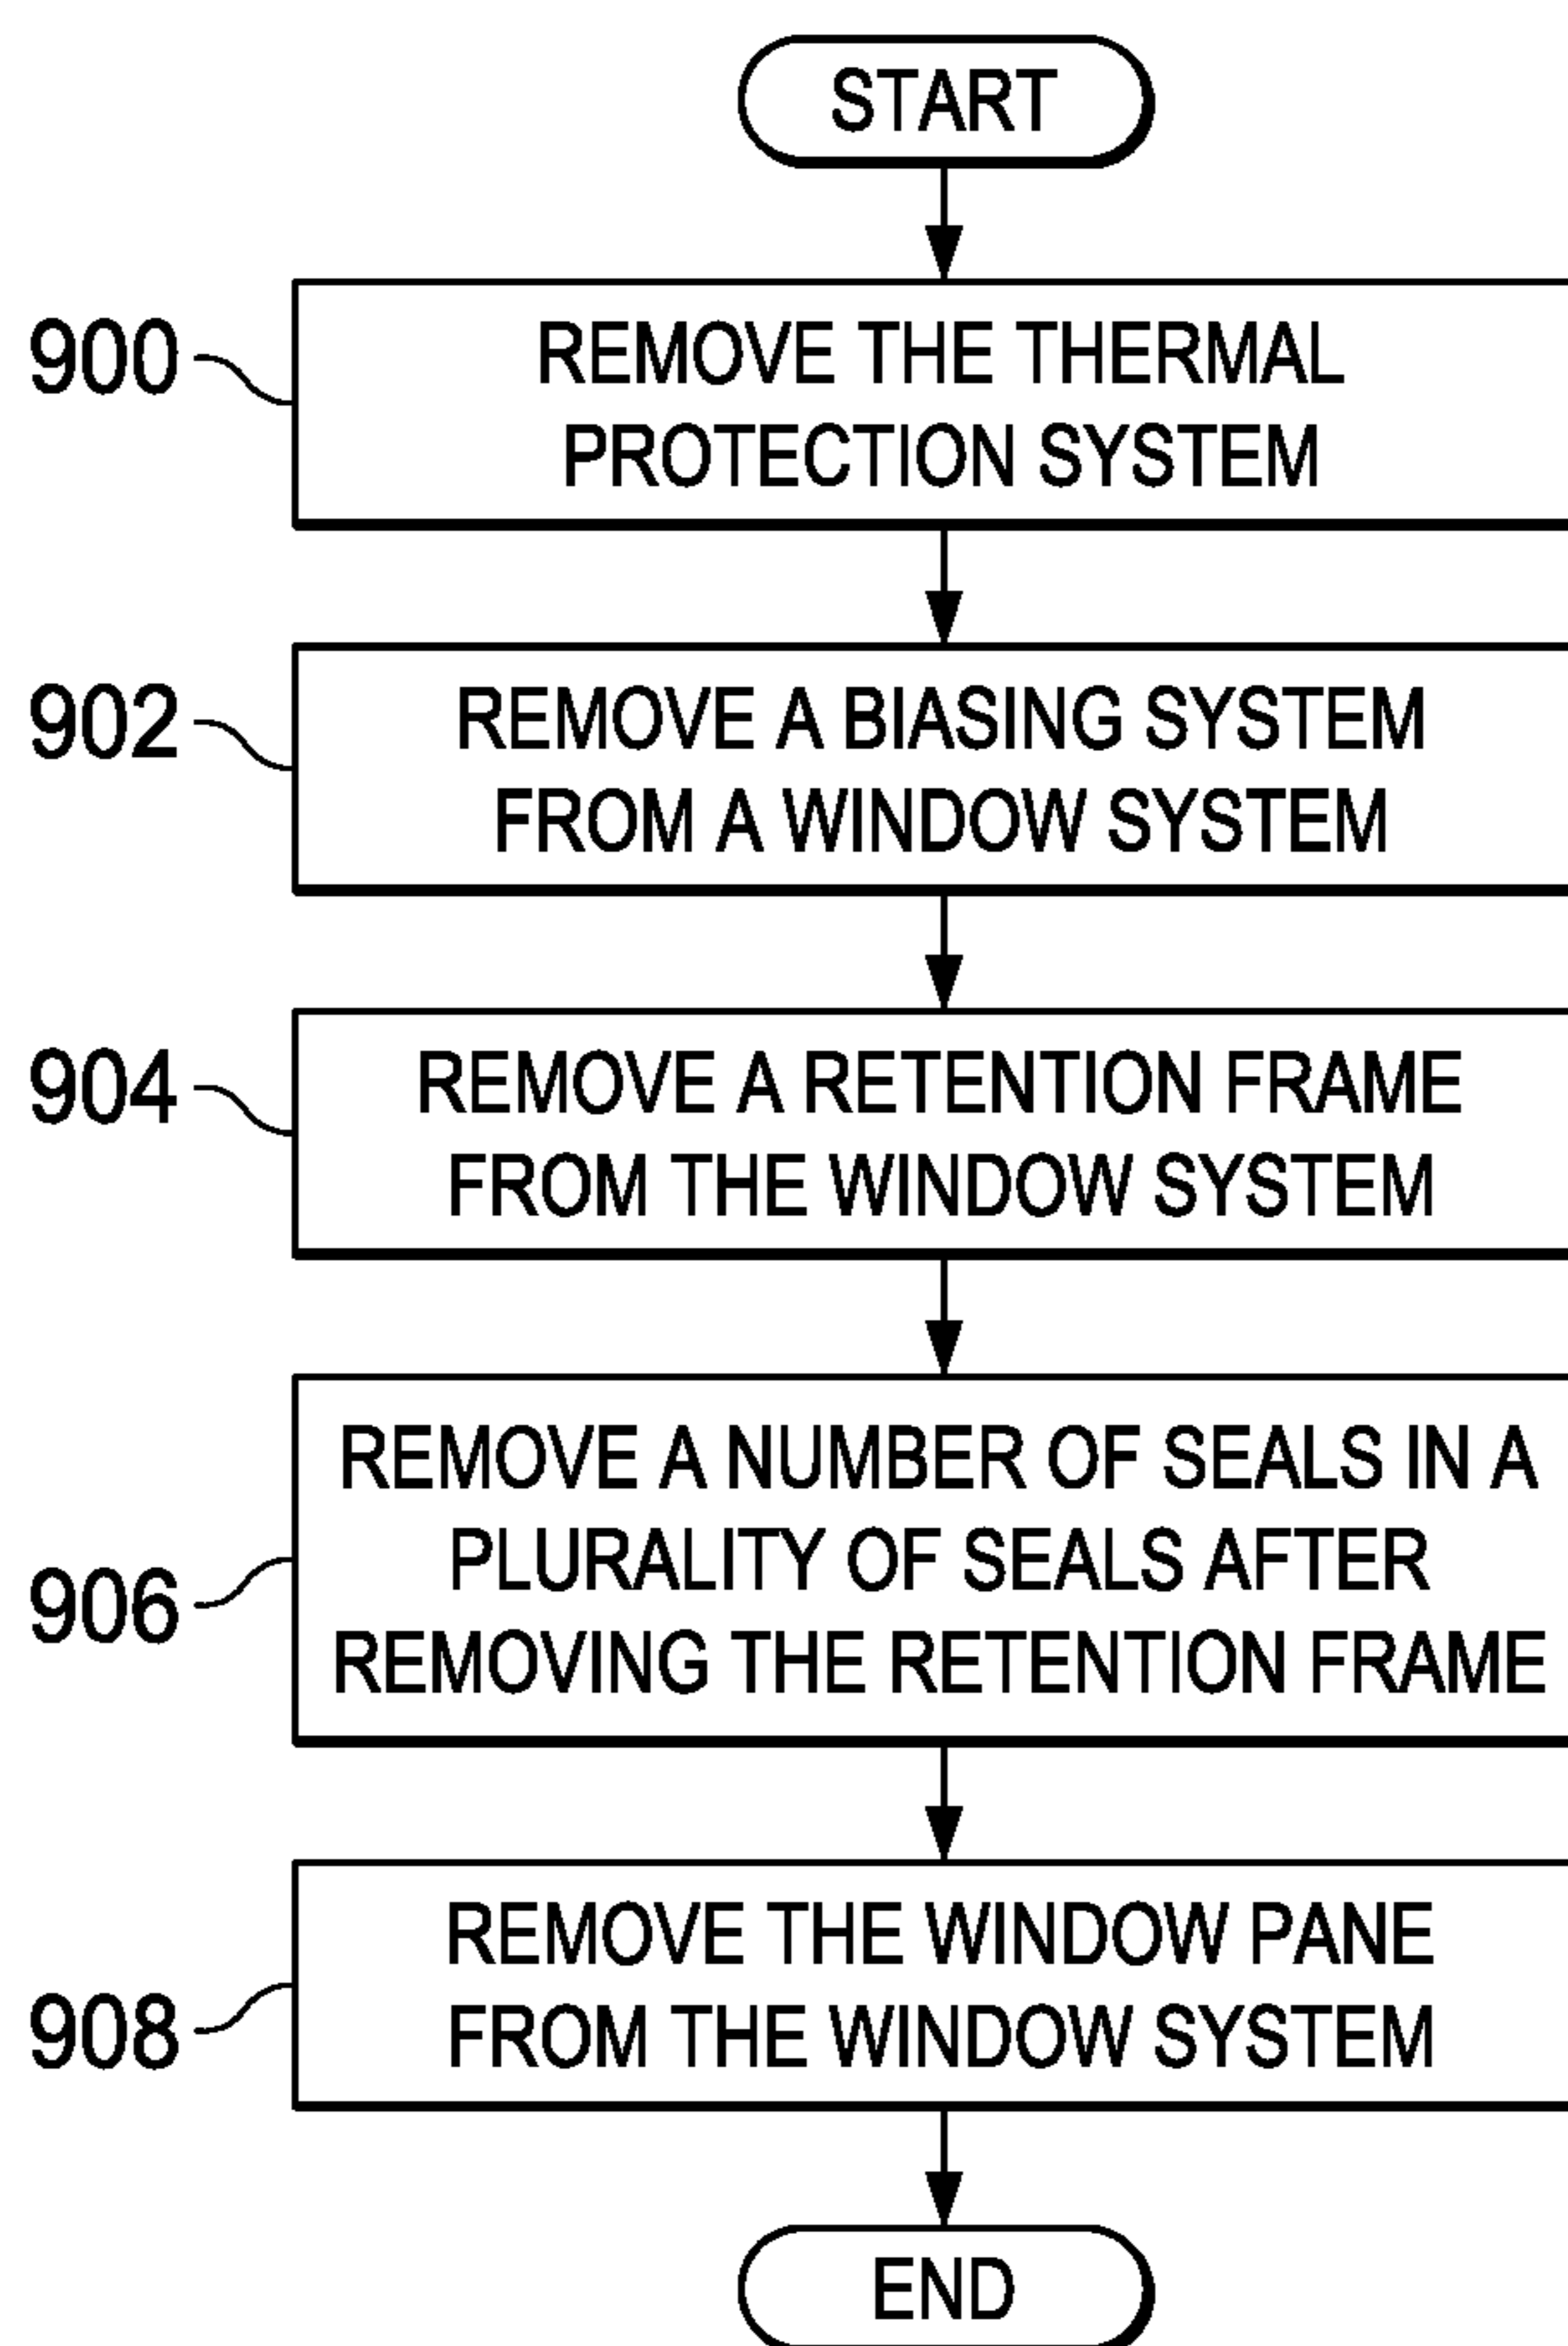 START
900
REMOVE THE THERMAL
PROTECTION SYSTEM
902
REMOVE A BIASING SYSTEM
FROM A WINDOW SYSTEM
904
REMOVE A RETENTION FRAME
FROM THE WINDOW SYSTEM
906
REMOVE A NUMBER OF SEALS IN A
PLURALITY OF SEALS AFTER
REMOVING THE RETENTION FRAME
908
REMOVE THE WINDOW PANE
FROM THE WINDOW SYSTEM
END